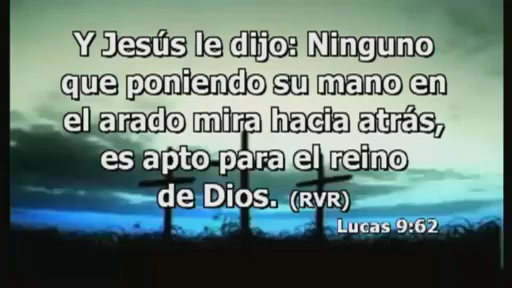 Y Jesús le dijo: Ninguno
que poniendo su mano en
el arado mira hacia atrás,
es apto para el reino
de Dios. (RVR)
Lucas 9:62